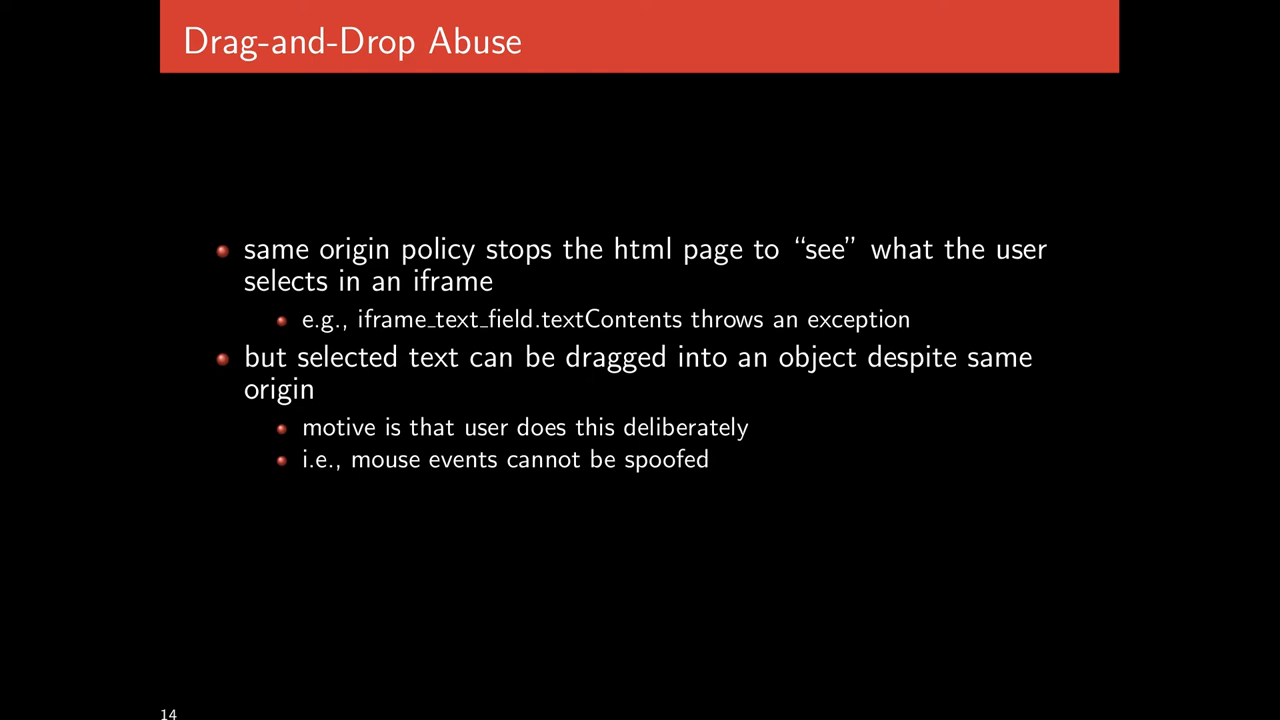 Drag-and-Drop Abuse
same origin policy stops the html page to “see” what the user
selects in an iframe
e.g., iframe_text_field.textContents throws an exception
but selected text can be dragged into an object despite same
origin
motive is that user does this deliberately
i.e., mouse events cannot be spoofed
14